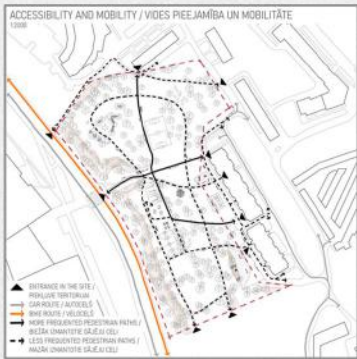 ACCESSIBILITY AND MOBILITY / VIDES PIEEJAMĪBA UN MOBILITĀTE
1:2000
ENTRANCE IN THE SITE /
PIEKĻUVE TERITORIJAI
CAR ROUTE / AUTOCEĻŠ
BIKE ROUTE / VELOCEĻŠ
MORE FREQUENTED PEDESTRIAN PATHS /
BIEŽĀK IZMANTOTIE GĀJĒJU CEĻI
LESS FREQUENTED PEDESTRIAN PATHS /
MAZĀK IZMANTOTIE GĀJĒJU CEĻI